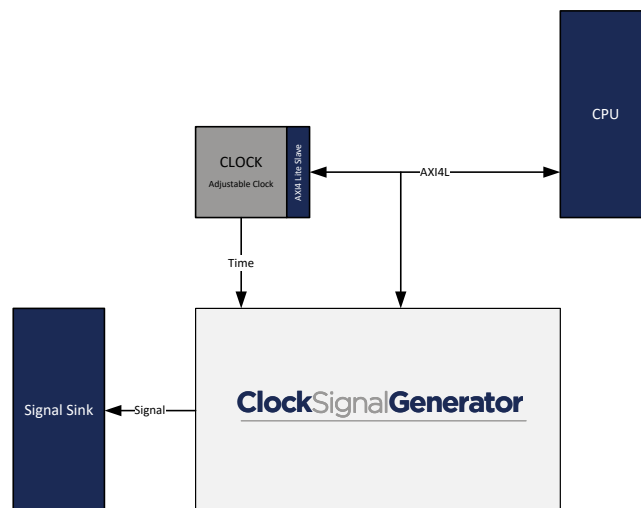 CPU
CLOCK
Adjustable Clock
AXI4 Lite Slave
AXI4L
Time
ClockSignalGenerator
Signal Sink
Signal